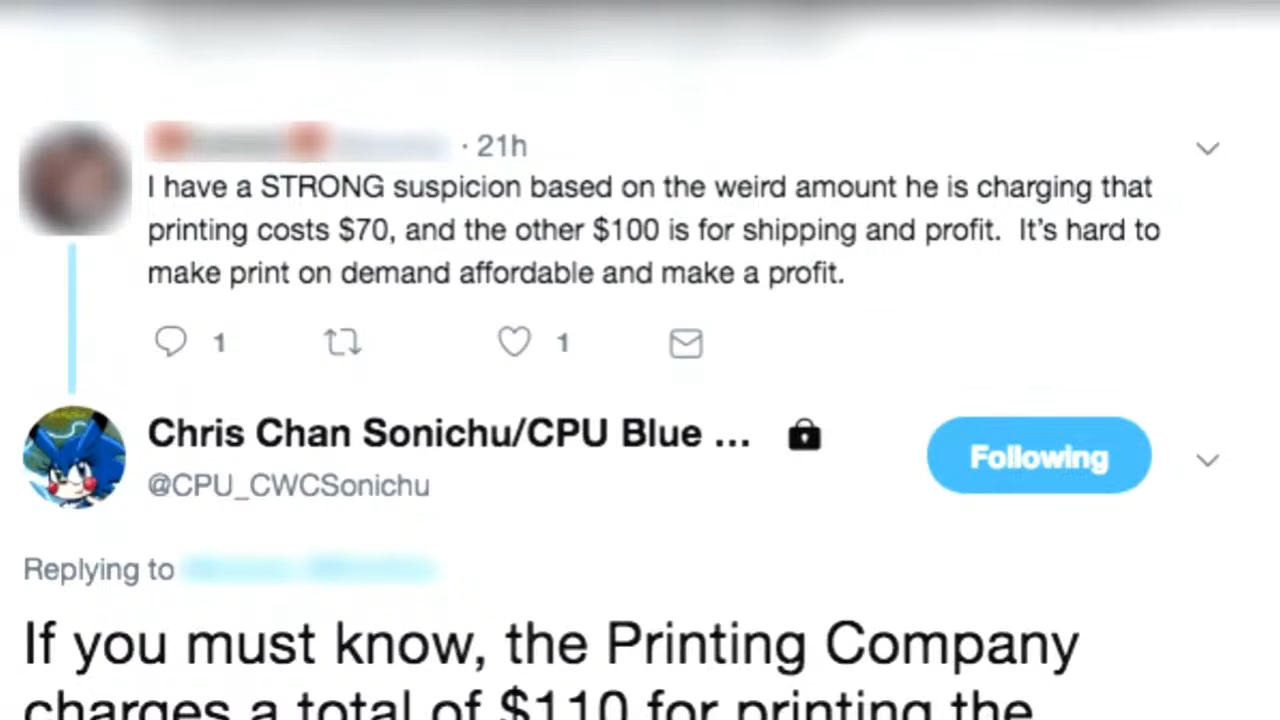 · 21h
I have a STRONG suspicion based on the weird amount he is charging that
printing costs $70, and the other $100 is for shipping and profit. It's hard to
make print on demand affordable and make a profit.
1 1
Chris Chan Sonichu/CPU Blue ...
Following
@CPU_CWCSonichu
Replying to
If you must know, the Printing Company
charges a total of $110 for printing the